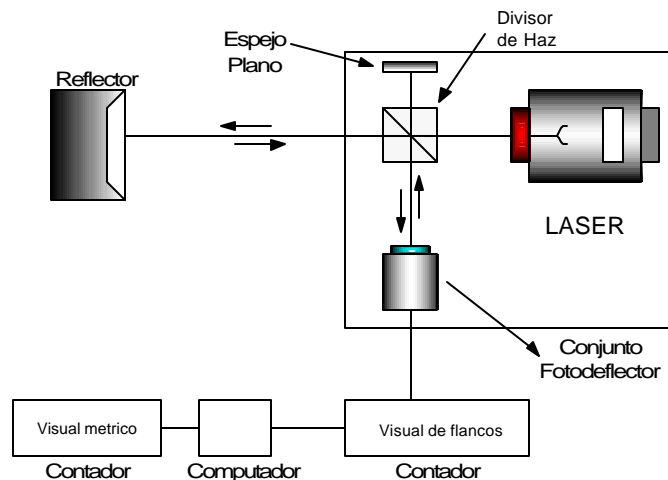 Divisor
de Haz
Espejo
Plano
Reflector
LASER
Conjunto
Fotodeflector
Visual metrico
Visual de flancos
Contador
Computador
Contador